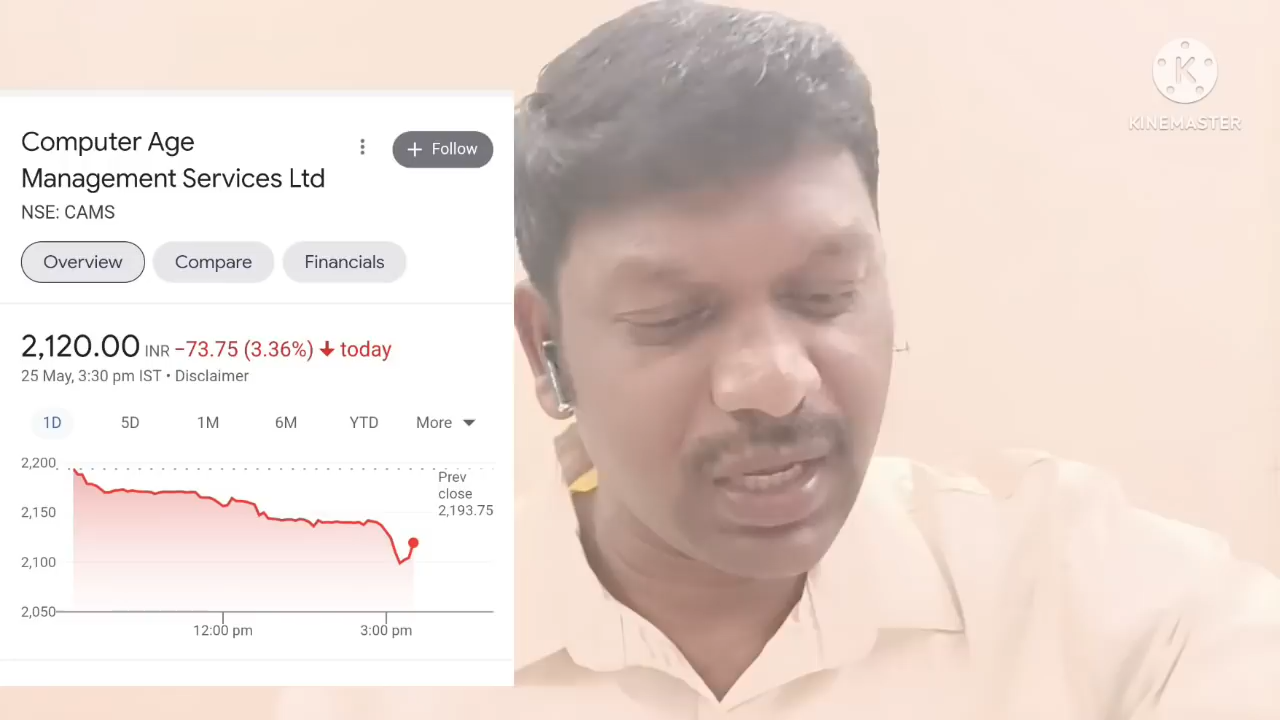 Computer Age
Management Services Ltd
+ Follow
NSE: CAMS
Overview
Compare
Financials
2,120.00 INR −73.75 (3.36%) ↓ today
25 May, 3:30 pm IST • Disclaimer
1D 5D 1M 6M YTD More
2,200
2,150
2,100
2,050
Prev
close
2,193.75
12:00 pm
3:00 pm
K
KINEMASTER